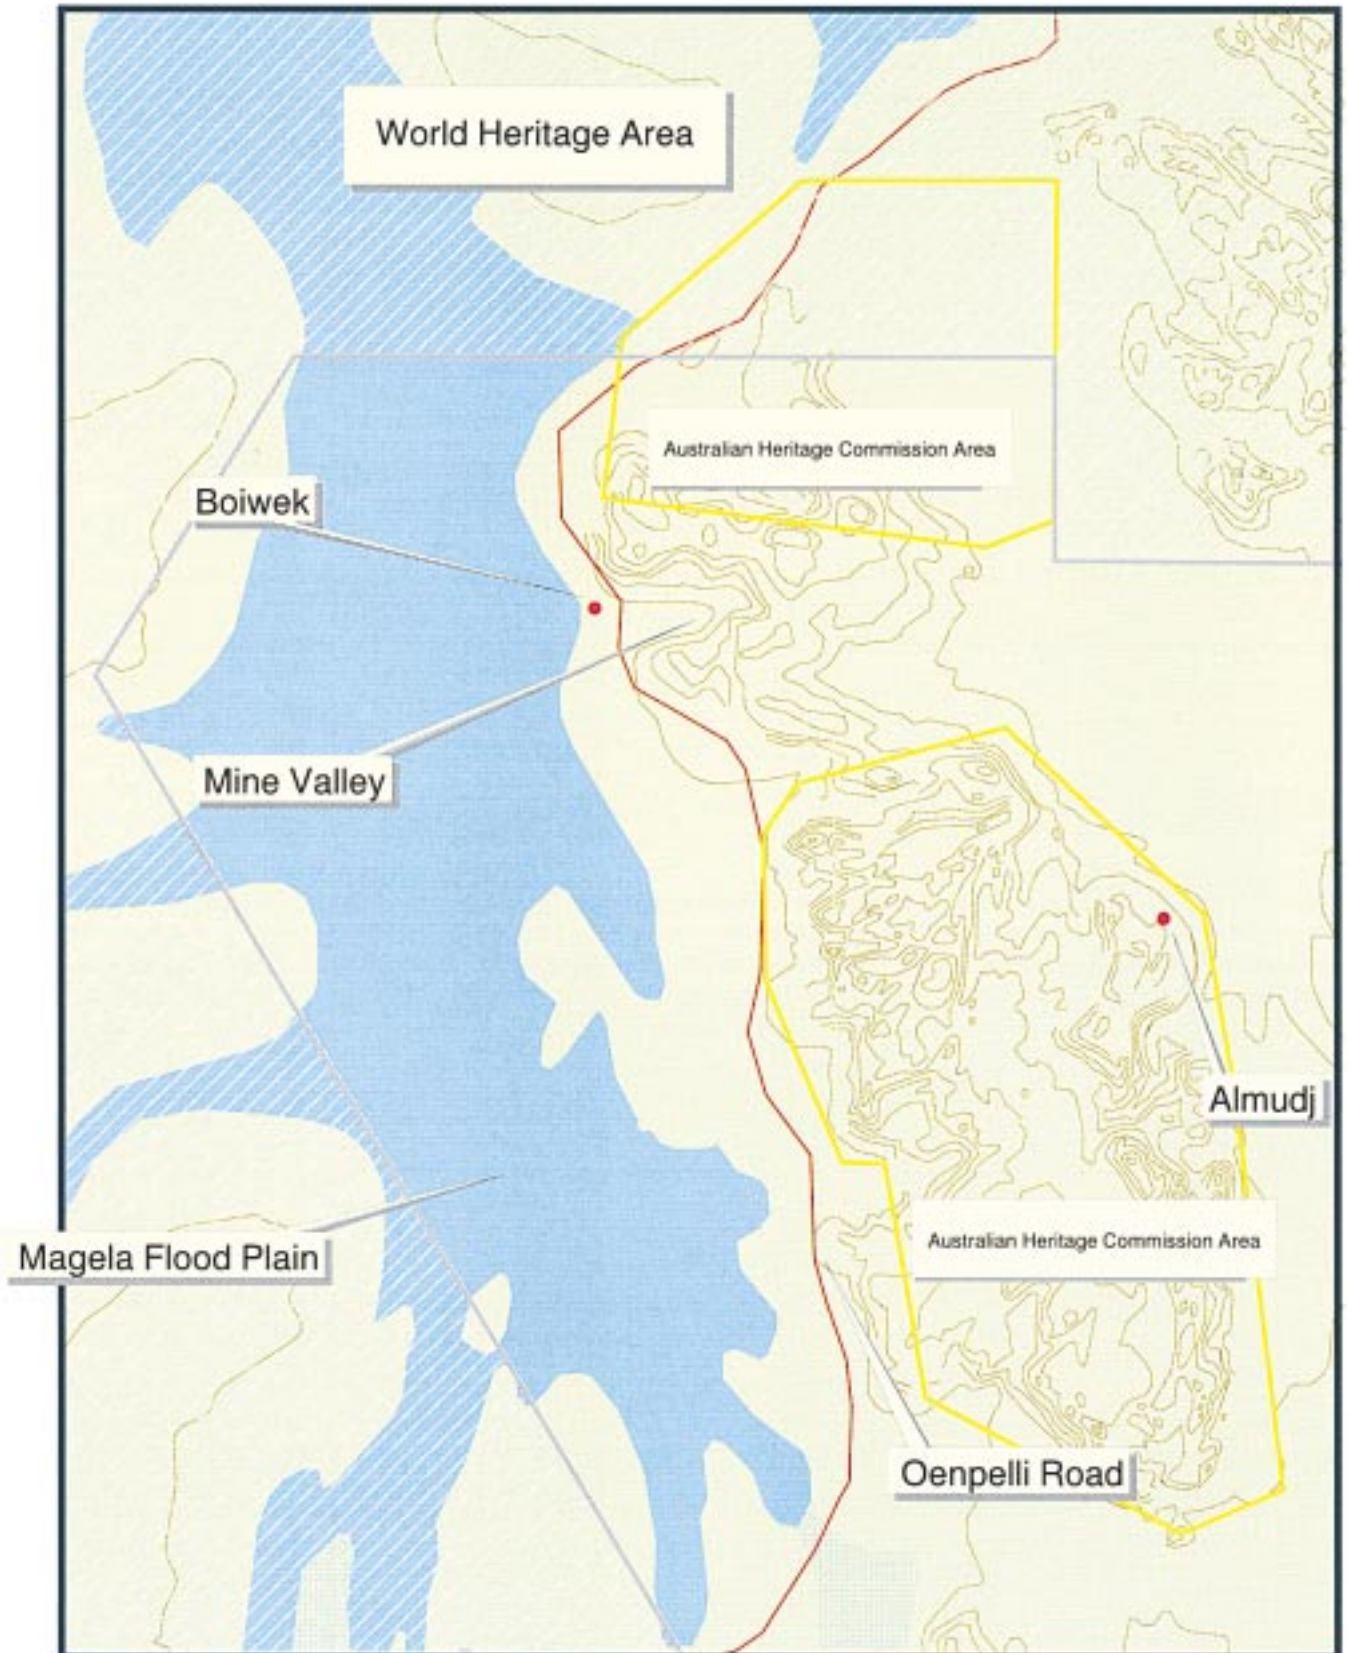 World Heritage Area
Australian Heritage Commission Area
Boiwek
Mine Valley
Almudj
Australian Heritage Commission Area
Magela Flood Plain
Oenpelli Road